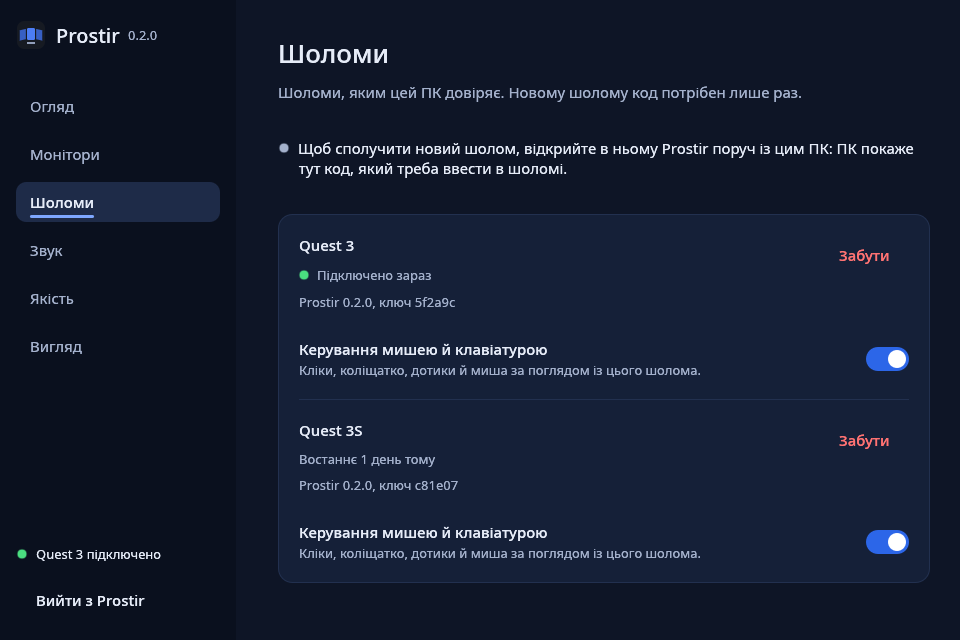 Prostir 0.2.0
Огляд
Монітори
Шоломи
Звук
Якість
Вигляд
Quest 3 підключено
Вийти з Prostir
Шоломи
Шоломи, яким цей ПК довіряє. Новому шолому код потрібен лише раз.
Щоб сполучити новий шолом, відкрийте в ньому Prostir поруч із цим ПК: ПК покаже
тут код, який треба ввести в шоломі.
Quest 3
Забути
Підключено зараз
Prostir 0.2.0, ключ 5f2a9c
Керування мишею й клавіатурою
Кліки, коліщатко, дотики й миша за поглядом із цього шолома.
Quest 3S
Забути
Востаннє 1 день тому
Prostir 0.2.0, ключ c81e07
Керування мишею й клавіатурою
Кліки, коліщатко, дотики й миша за поглядом із цього шолома.